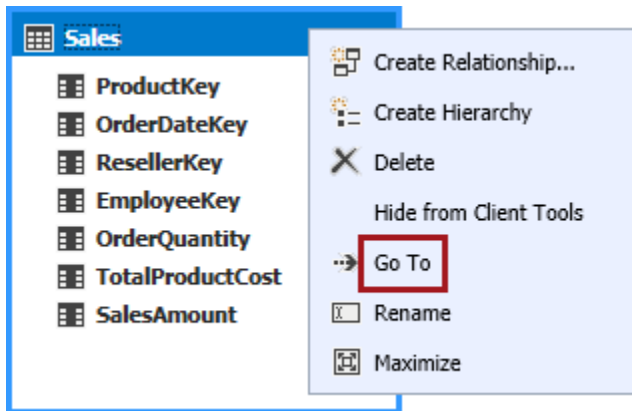 Sales
ProductKey
OrderDateKey
ResellerKey
EmployeeKey
OrderQuantity
TotalProductCost
SalesAmount
Create Relationship...
Create Hierarchy
Delete
Hide from Client Tools
Go To
Rename
Maximize